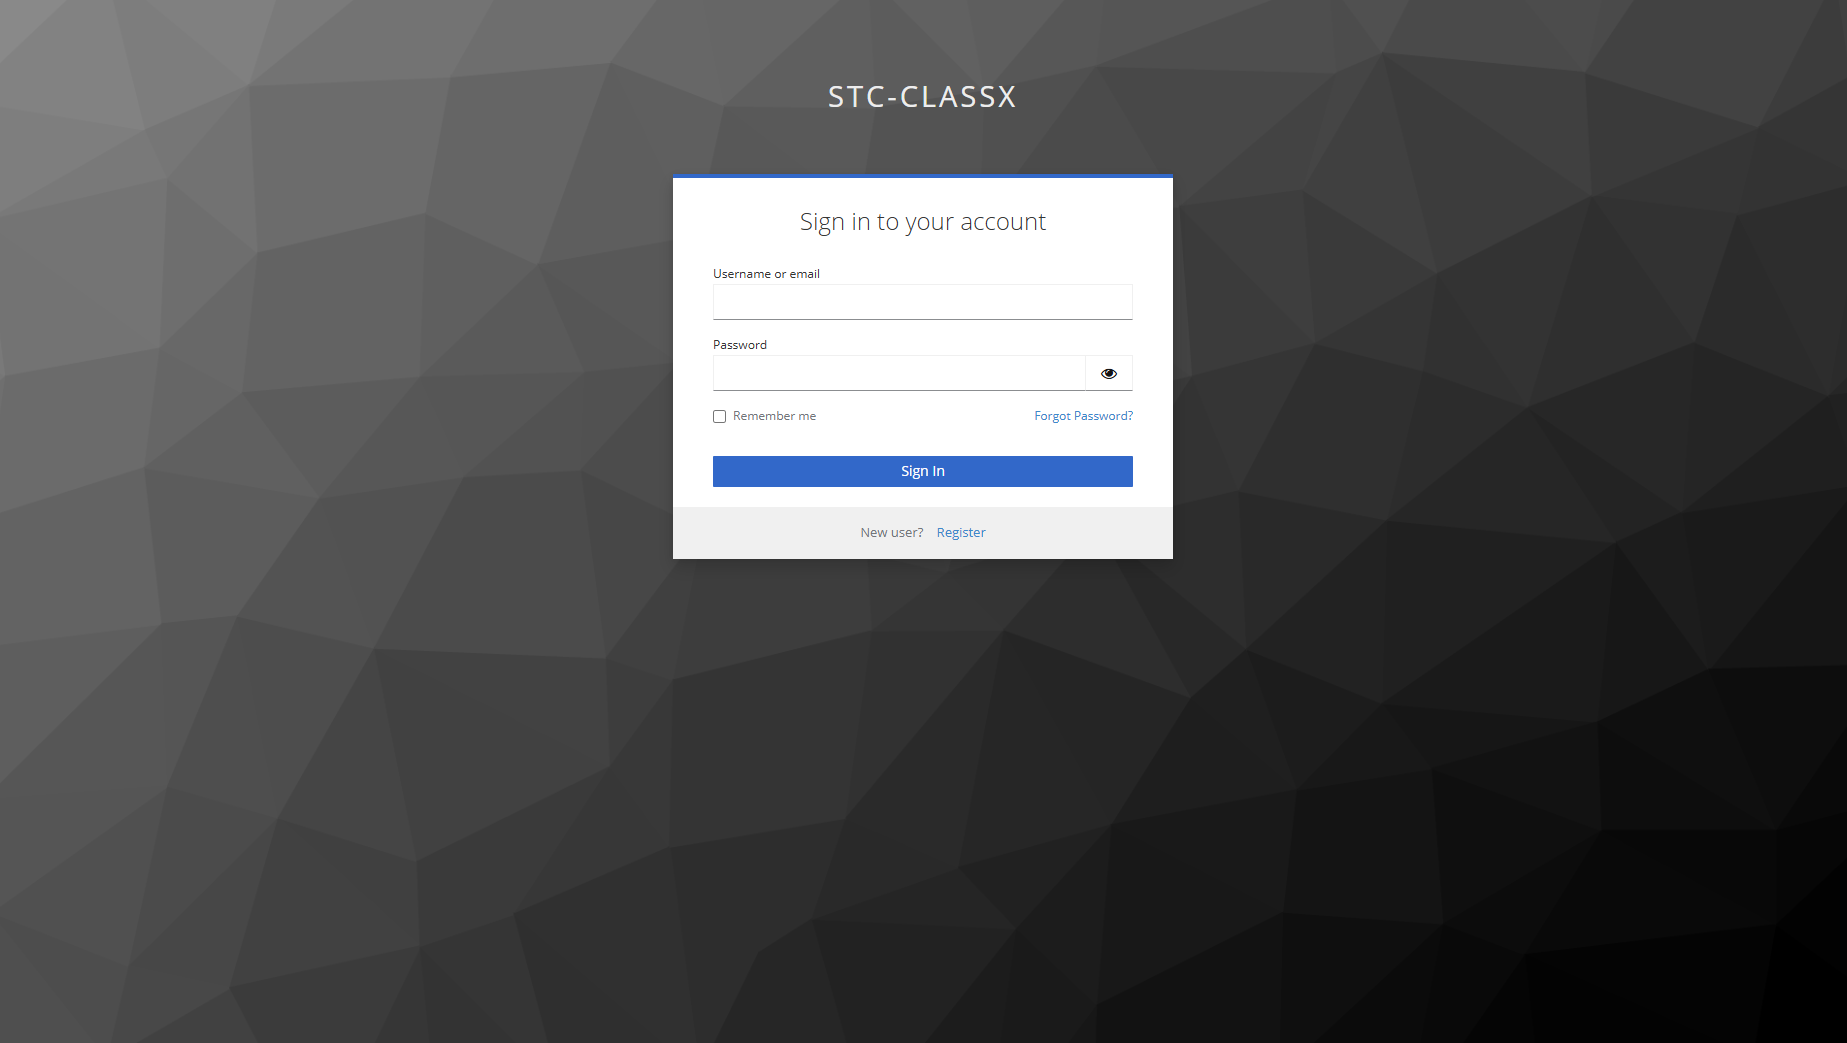 STC-CLASSX
Sign in to your account
Username or email
Password
Remember me Forgot Password?
Sign In
New user? Register